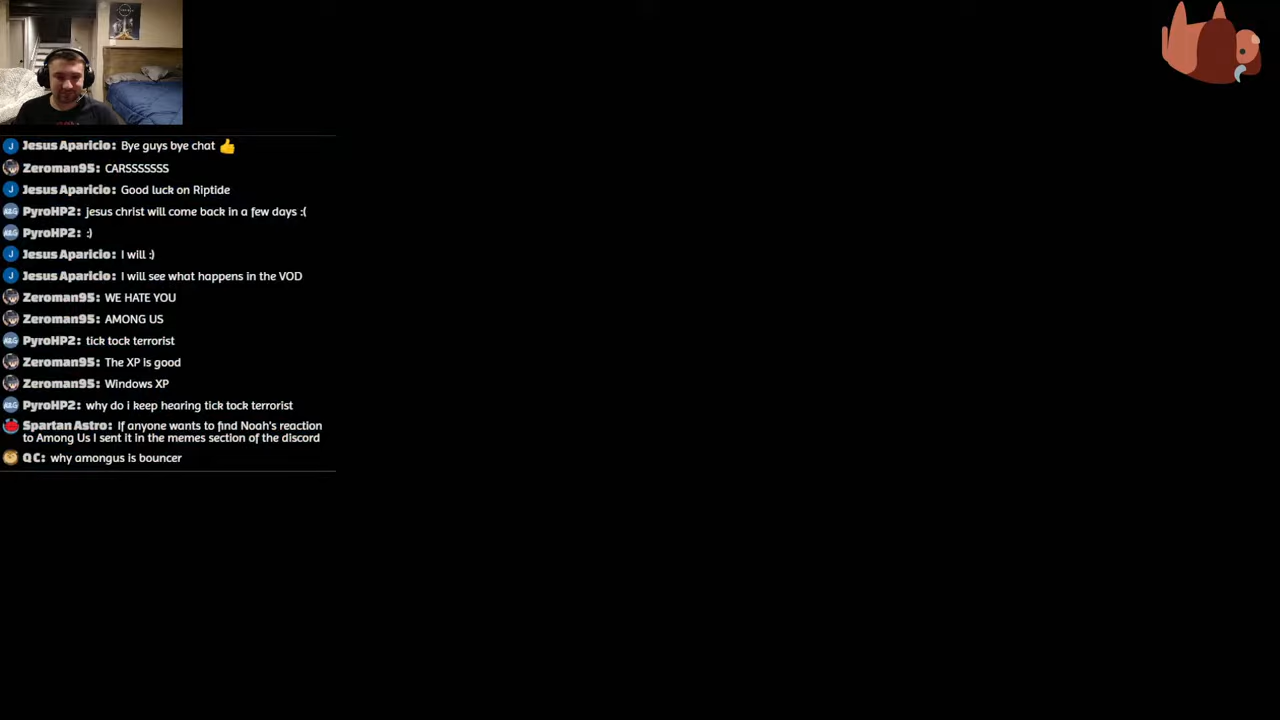 Jesus Aparicio: Bye guys bye chat 👍
Zeroman95: CARSSSSSSS
Jesus Aparicio: Good luck on Riptide
PyroHP2: jesus christ will come back in a few days :(
PyroHP2: :)
Jesus Aparicio: I will :)
Jesus Aparicio: I will see what happens in the VOD
Zeroman95: WE HATE YOU
Zeroman95: AMONG US
PyroHP2: tick tock terrorist
Zeroman95: The XP is good
Zeroman95: Windows XP
PyroHP2: why do i keep hearing tick tock terrorist
Spartan Astro: If anyone wants to find Noah's reaction
to Among Us I sent it in the memes section of the discord
Q C: why amongus is bouncer